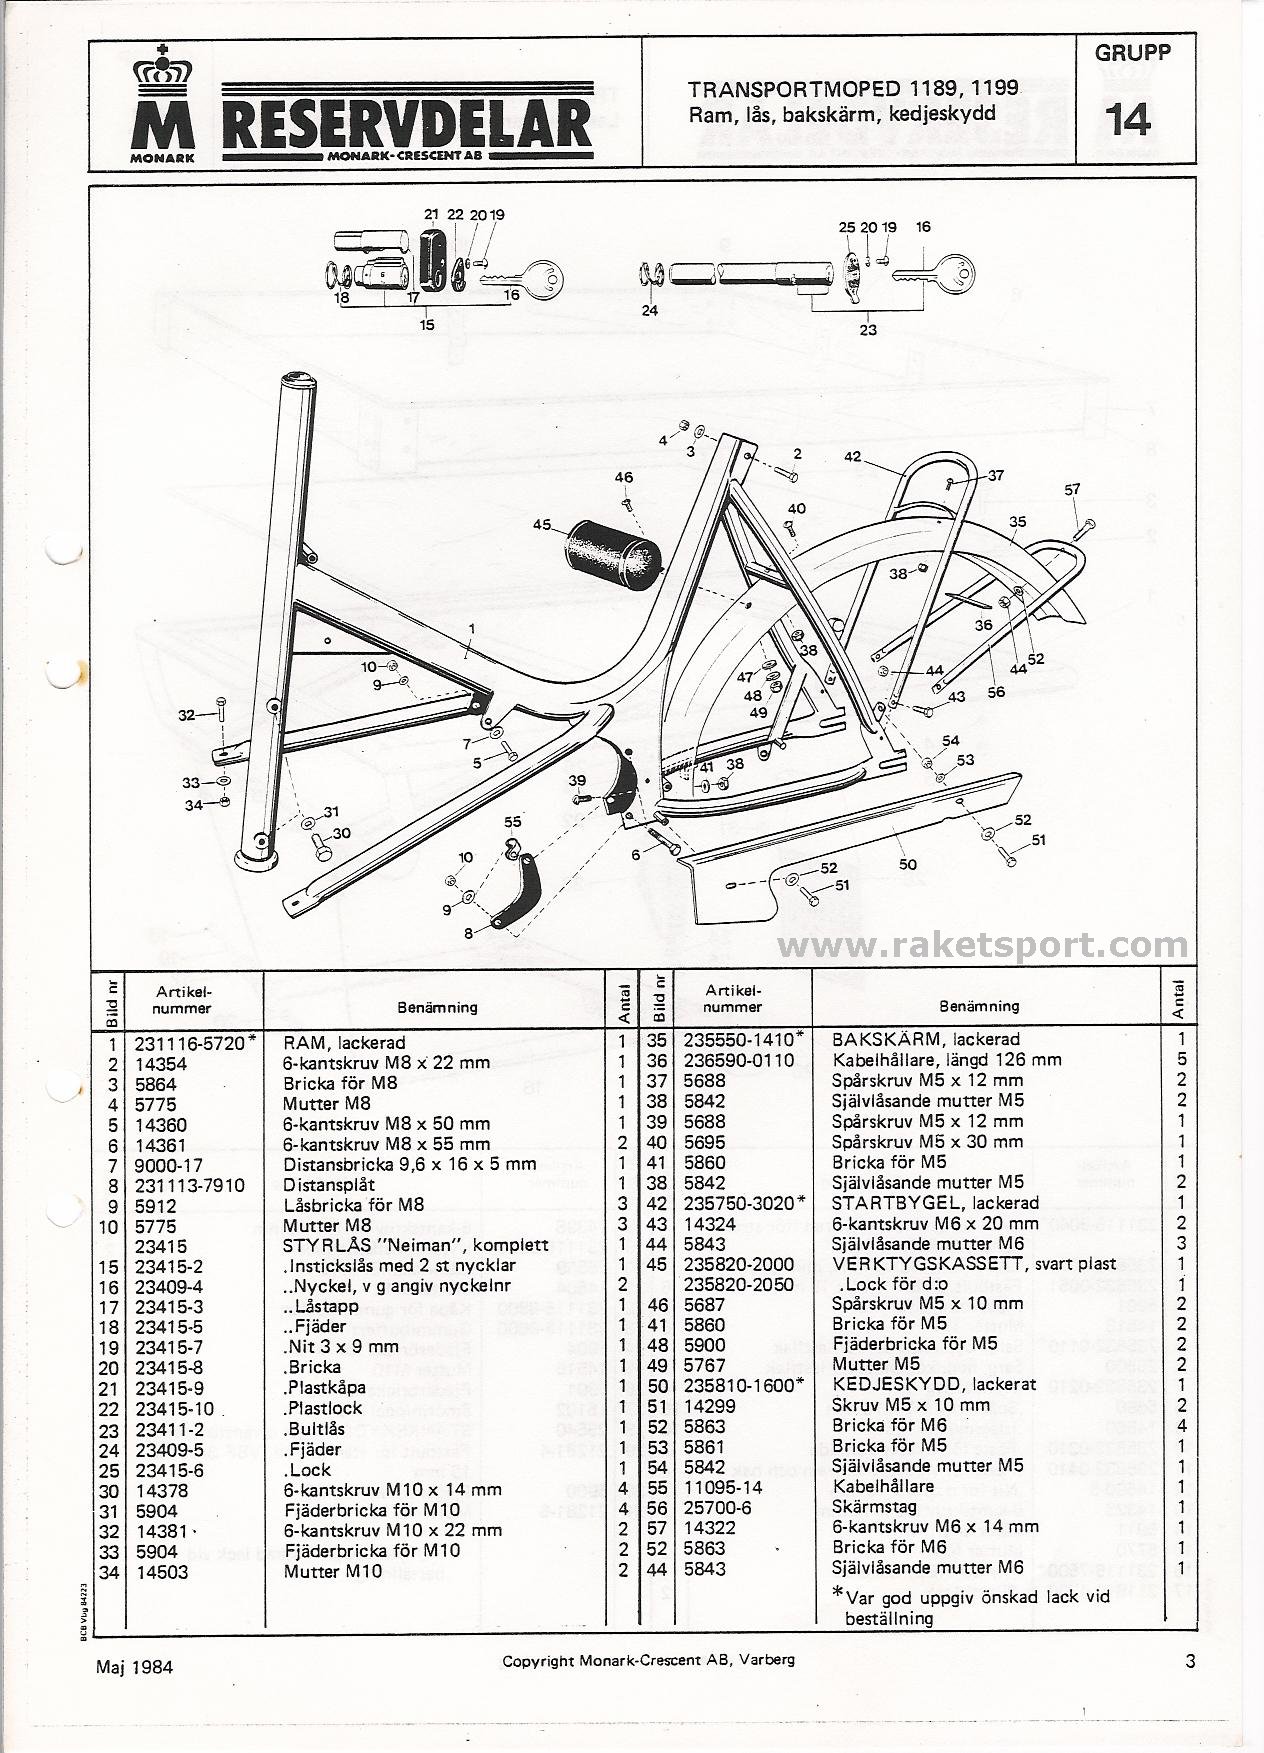 GRUPP
14
TRANSPORTMOPED 1189, 1199
Ram, lås, bakskärm, kedjeskydd
M
MONARK
RESERVDELAR
MONARK-CRESCENT AB
21 22 20 19
18 17 16
15
25 20 19 16
24
23
4
3
2
46
45
42
37
57
40
35
38
36
44
52
1
10
9
38
47
48
49
44
43
56
32
7
5
33
34
31
30
39
41
38
54
53
55
52
51
6
50
10
9
8
52
51
www.raketsport.com
Bild nr Artikel-nummer Benämning Antal Bild nr Artikel-nummer Benämning Antal
1 231116-5720* RAM, lackerad 1 35 235550-1410* BAKSKÄRM, lackerad 1
2 14354 6-kantskruv M8 x 22 mm 1 36 236590-0110 Kabelhållare, längd 126 mm 5
3 5864 Bricka för M8 1 37 5688 Spårskruv M5 x 12 mm 2
4 5775 Mutter M8 1 38 5842 Självlåsande mutter M5 2
5 14360 6-kantskruv M8 x 50 mm 1 39 5688 Spårskruv M5 x 12 mm 1
6 14361 6-kantskruv M8 x 55 mm 2 40 5695 Spårskruv M5 x 30 mm 1
7 9000-17 Distansbricka 9,6 x 16 x 5 mm 1 41 5860 Bricka för M5 1
8 231113-7910 Distansplåt 1 38 5842 Självlåsande mutter M5 2
9 5912 Låsbricka för M8 3 42 235750-3020* STARTBYGEL, lackerad 1
10 5775 Mutter M8 3 43 14324 6-kantskruv M6 x 20 mm 2
23415 STYRLÅS "Neiman", komplett 1 44 5843 Självlåsande mutter M6 3
15 23415-2 .Insticklås med 2 st nycklar 1 45 235820-2000 VERKTYGSKASSETT, svart plast 1
16 23409-4 ..Nyckel, v g angiv nyckelnr 2 235820-2050 .Lock för d:o 1
17 23415-3 ..Låstapp 1 46 5687 Spårskruv M5 x 10 mm 2
18 23415-5 ..Fjäder 1 41 5860 Bricka för M5 2
19 23415-7 .Nit 3 x 9 mm 1 48 5900 Fjäderbricka för M5 2
20 23415-8 .Bricka 1 49 5767 Mutter M5 2
21 23415-9 .Plastkåpa 1 50 235810-1600* KEDJESKYDD, lackerat 1
22 23415-10 .Plastlock 1 51 14299 Skruv M5 x 10 mm 2
23 23411-2 .Bultlås 1 52 5863 Bricka för M6 4
24 23409-5 .Fjäder 1 53 5861 Bricka för M5 1
25 23415-6 .Lock 1 54 5842 Självlåsande mutter M5 1
30 14378 6-kantskruv M10 x 14 mm 4 55 11095-14 Kabelhållare 1
31 5904 Fjäderbricka för M10 4 56 25700-6 Skärmstag 1
32 14381 6-kantskruv M10 x 22 mm 2 57 14322 6-kantskruv M6 x 14 mm 1
33 5904 Fjäderbricka för M10 2 52 5863 Bricka för M6 1
34 14503 Mutter M10 2 44 5843 Självlåsande mutter M6 1
*Var god uppgiv önskad lack vid
beställning
BCB Vbg 84223
Maj 1984
Copyright Monark-Crescent AB, Varberg
3